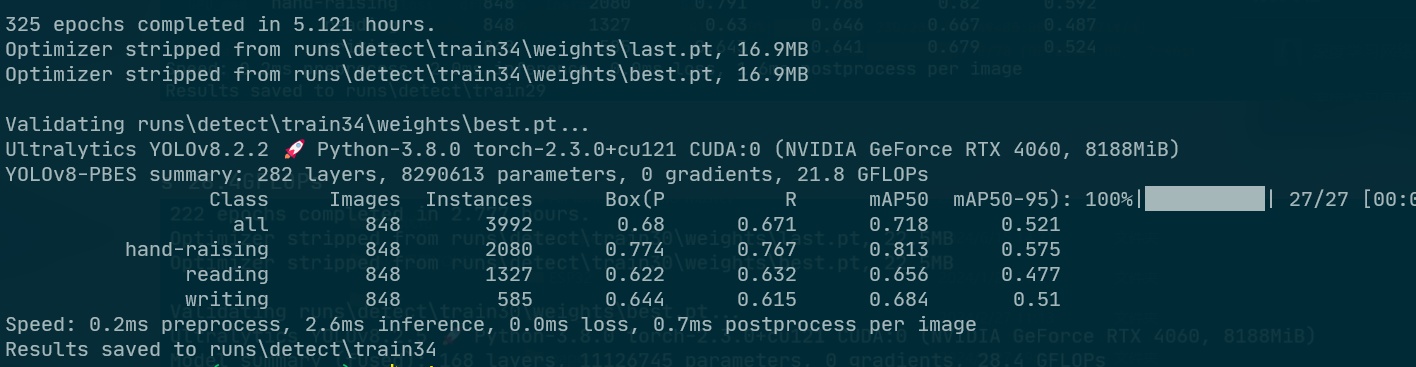 325 epochs completed in 5.121 hours.
Optimizer stripped from runs\detect\train34\weights\last.pt, 16.9MB
Optimizer stripped from runs\detect\train34\weights\best.pt, 16.9MB
Validating runs\detect\train34\weights\best.pt...
Ultralytics YOLOv8.2.2 🚀 Python-3.8.0 torch-2.3.0+cu121 CUDA:0 (NVIDIA GeForce RTX 4060, 8188MiB)
YOLOv8-PBES summary: 282 layers, 8290613 parameters, 0 gradients, 21.8 GFLOPs
Class Images Instances Box(P R mAP50 mAP50-95): 100%|██████████| 27/27 [00:0
all 848 3992 0.68 0.671 0.718 0.521
hand-raising 848 2080 0.774 0.767 0.813 0.575
reading 848 1327 0.622 0.632 0.656 0.477
writing 848 585 0.644 0.615 0.684 0.51
Speed: 0.2ms preprocess, 2.6ms inference, 0.0ms loss, 0.7ms postprocess per image
Results saved to runs\detect\train34